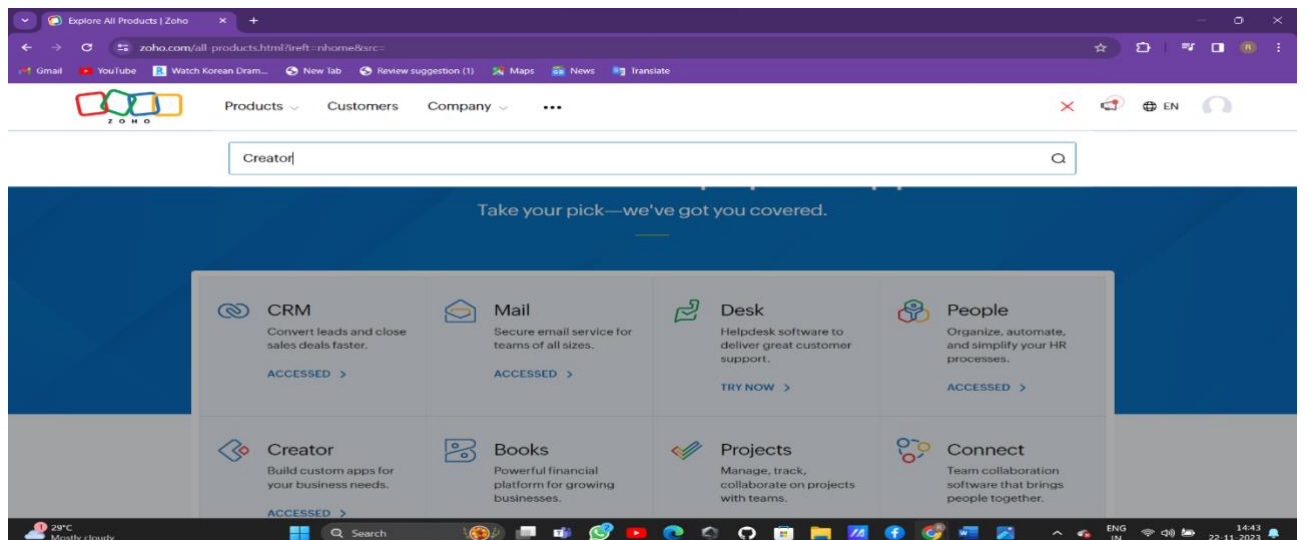 Explore All Products | Zoho
zoho.com/all-products.html?ireft=nhome&src=
Gmail YouTube Watch Korean Dram... New Tab Review suggestion (1) Maps News Translate
ZOHO Products Customers Company ••• EN
Creator
Take your pick—we've got you covered.
CRM
Convert leads and close
sales deals faster.
ACCESSED >
Mail
Secure email service for
teams of all sizes.
ACCESSED >
Desk
Helpdesk software to
deliver great customer
support.
TRY NOW >
People
Organize, automate,
and simplify your HR
processes.
ACCESSED >
Creator
Build custom apps for
your business needs.
ACCESSED >
Books
Powerful financial
platform for growing
businesses.
Projects
Manage, track,
collaborate on projects
with teams.
Connect
Team collaboration
software that brings
people together.
29°C
Mostly cloudy
Search
ENG
IN
14:43
22-11-2023